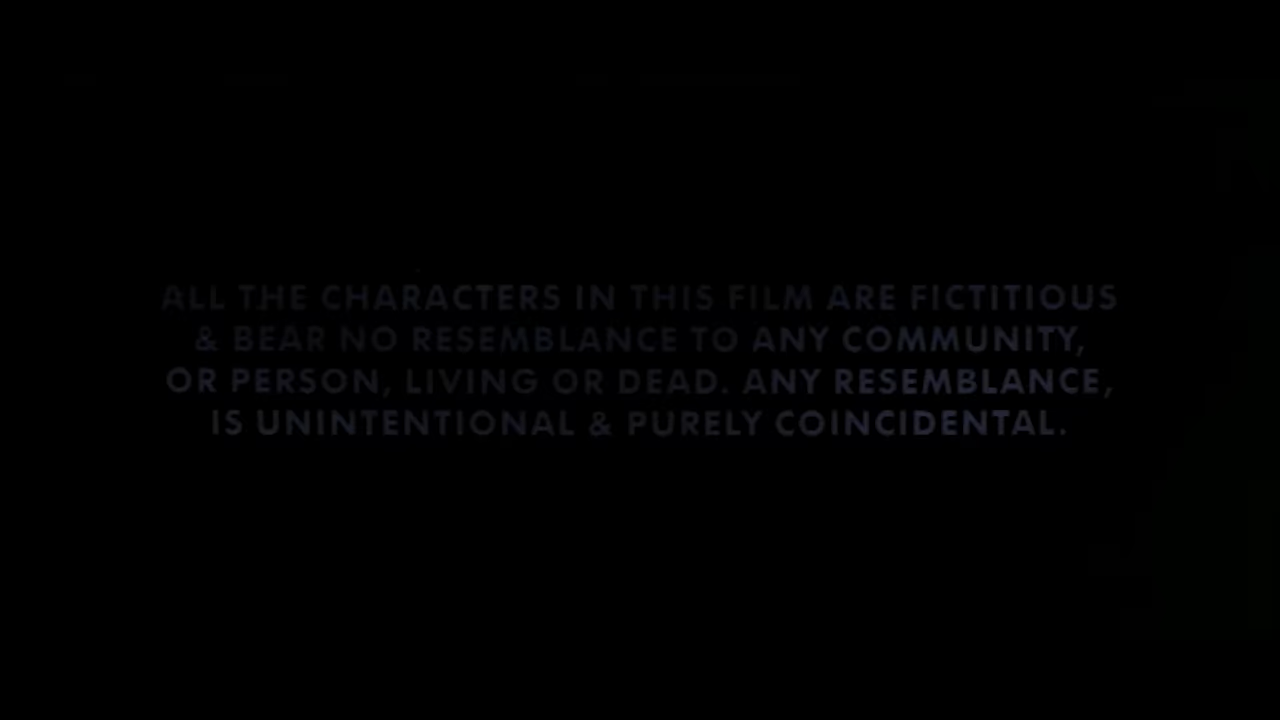 ALL THE CHARACTERS IN THIS FILM ARE FICTITIOUS
& BEAR NO RESEMBLANCE TO ANY COMMUNITY,
OR PERSON, LIVING OR DEAD. ANY RESEMBLANCE,
IS UNINTENTIONAL & PURELY COINCIDENTAL.